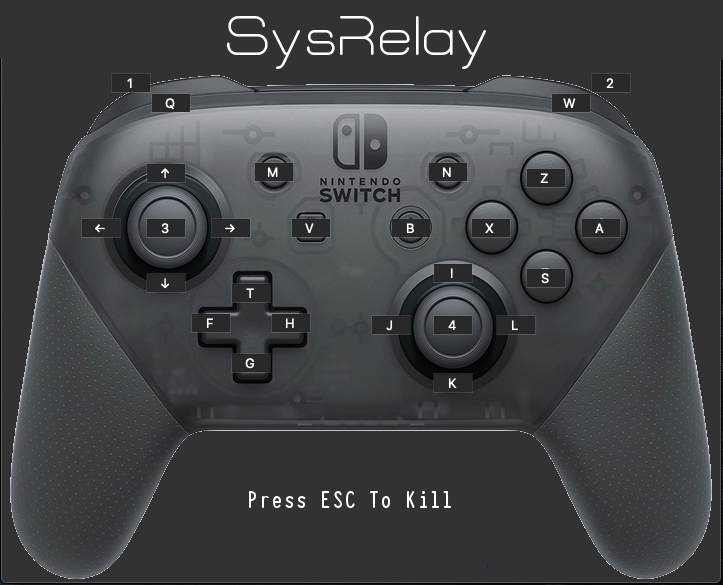 SysRelay
1
2
Q
W
M
N
NINTENDO
SWITCH
↑
Z
← 3 →
V
B
X
A
↓
I
S
T
F
H
J
4
L
G
K
Press ESC To Kill